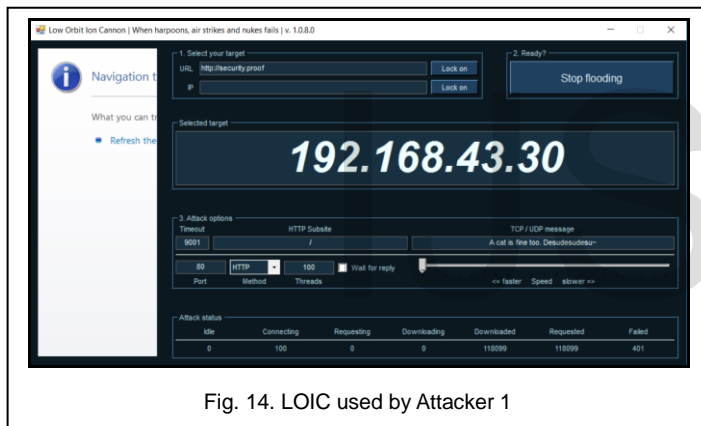 Low Orbit Ion Cannon | When harpoons, air strikes and nukes fails | v. 1.0.8.0
Navigation t
What you can tr
Refresh the
1. Select your target
URL http://security.proof Lock on
IP Lock on
2. Ready?
Stop flooding
Selected target
192.168.43.30
3. Attack options
Timeout HTTP Subsite TCP / UDP message
9001 / A cat is fine too. Desudesudesu~
80 HTTP 100 Wait for reply
Port Method Threads <= faster Speed slower =>
Attack status
Idle Connecting Requesting Downloading Downloaded Requested Failed
0 100 0 0 118099 118099 401
Fig. 14. LOIC used by Attacker 1